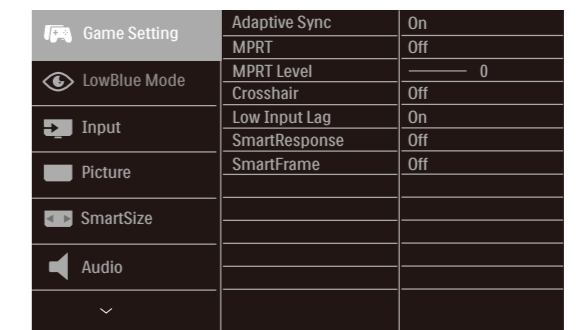 Game Setting
LowBlue Mode
Input
Picture
SmartSize
Audio
Adaptive Sync On
MPRT Off
MPRT Level 0
Crosshair Off
Low Input Lag On
SmartResponse Off
SmartFrame Off